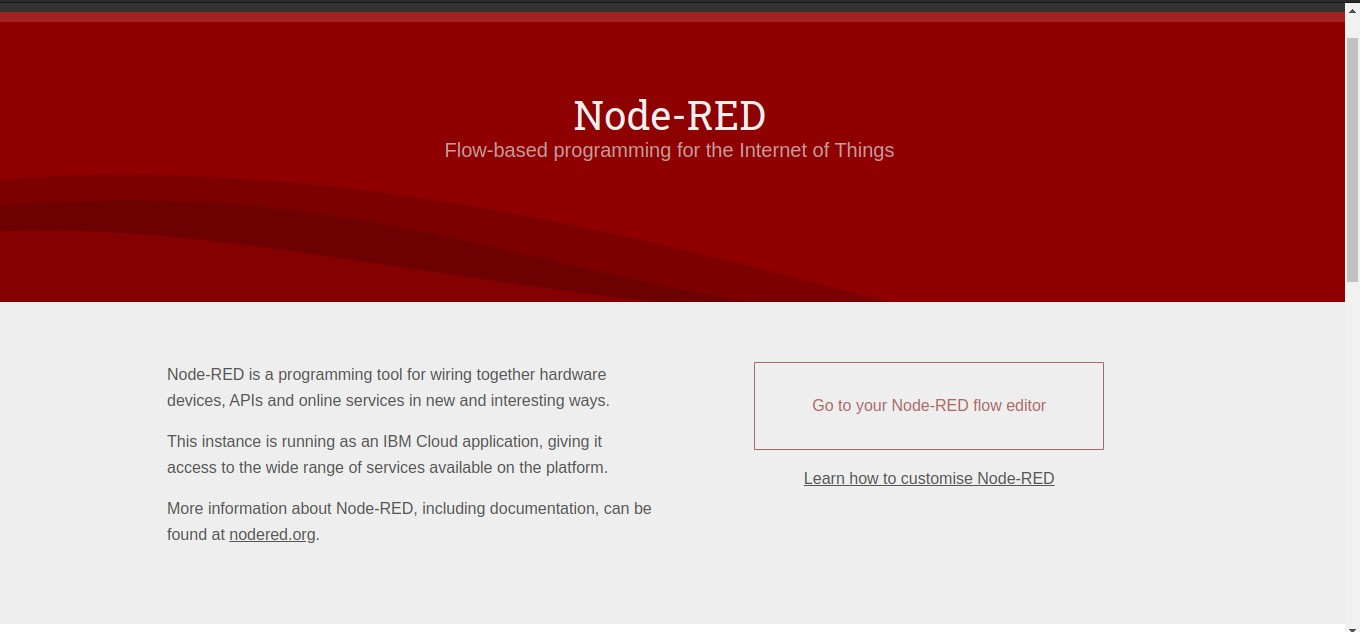 Node-RED
Flow-based programming for the Internet of Things
Node-RED is a programming tool for wiring together hardware
devices, APIs and online services in new and interesting ways.
This instance is running as an IBM Cloud application, giving it
access to the wide range of services available on the platform.
More information about Node-RED, including documentation, can be
found at nodered.org.
Go to your Node-RED flow editor
Learn how to customise Node-RED